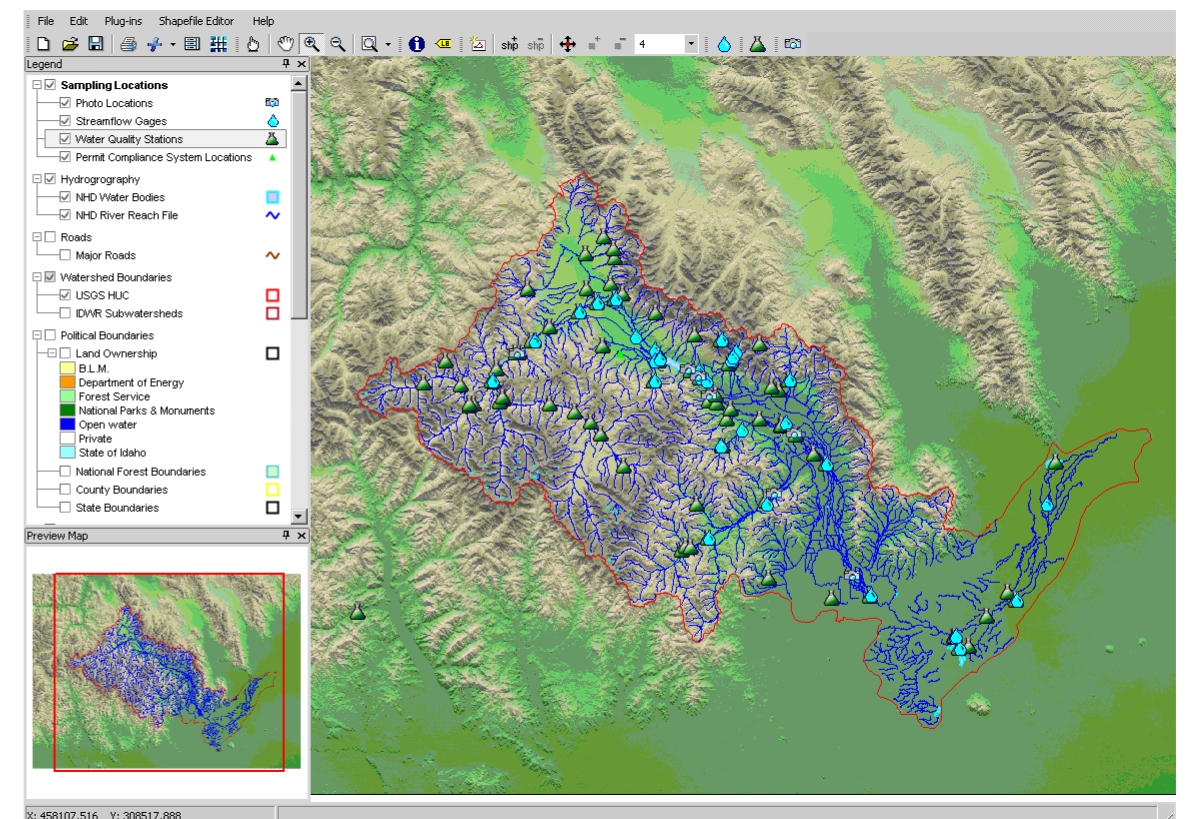 File Edit Plug-ins Shapefile Editor Help
shp shp 4
Legend
Sampling Locations
Photo Locations
Streamflow Gages
Water Quality Stations
Permit Compliance System Locations
Hydrogrography
NHD Water Bodies
NHD River Reach File
Roads
Major Roads
Watershed Boundaries
USGS HUC
IDWR Subwatersheds
Political Boundaries
Land Ownership
B.L.M.
Department of Energy
Forest Service
National Parks & Monuments
Open water
Private
State of Idaho
National Forest Boundaries
County Boundaries
State Boundaries
Preview Map
X: 458107.516 Y: 308517.888